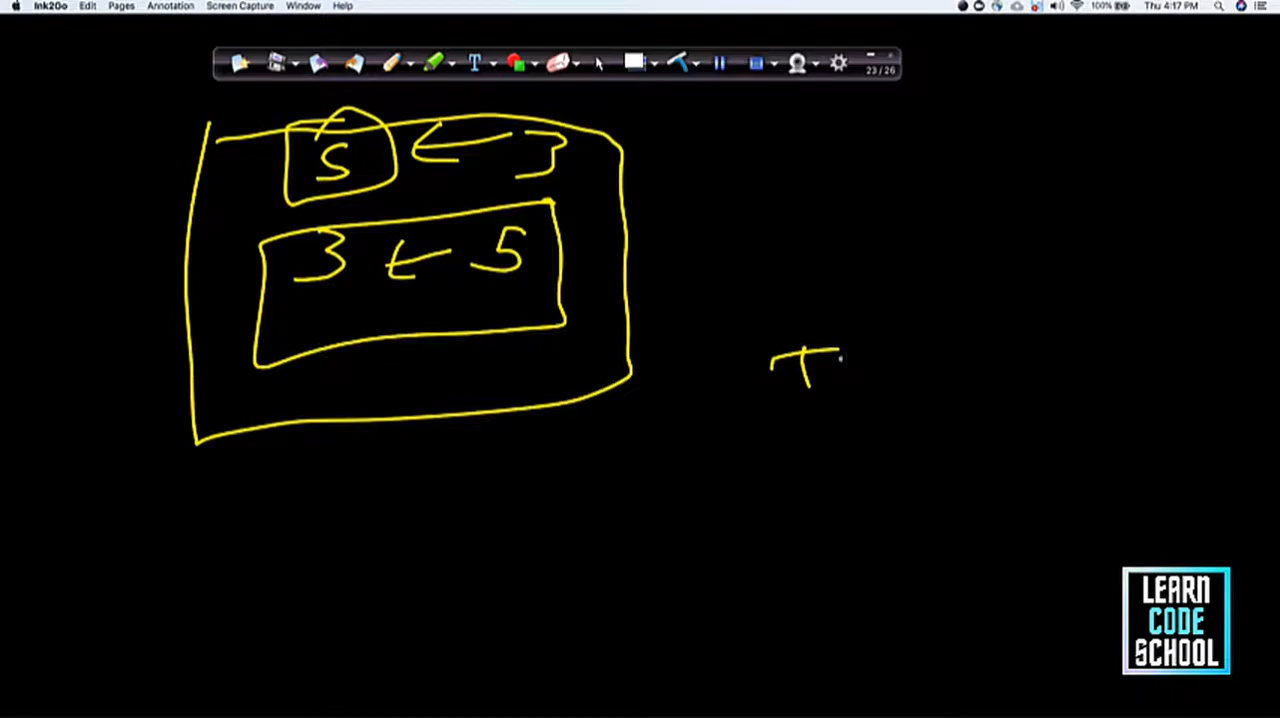 Ink2Go Edit Pages Annotation Screen Capture Window Help 100% Thu 4:17 PM
T
23 / 26
5 ← 3
3 ← 5
T
LEARN
CODE
SCHOOL